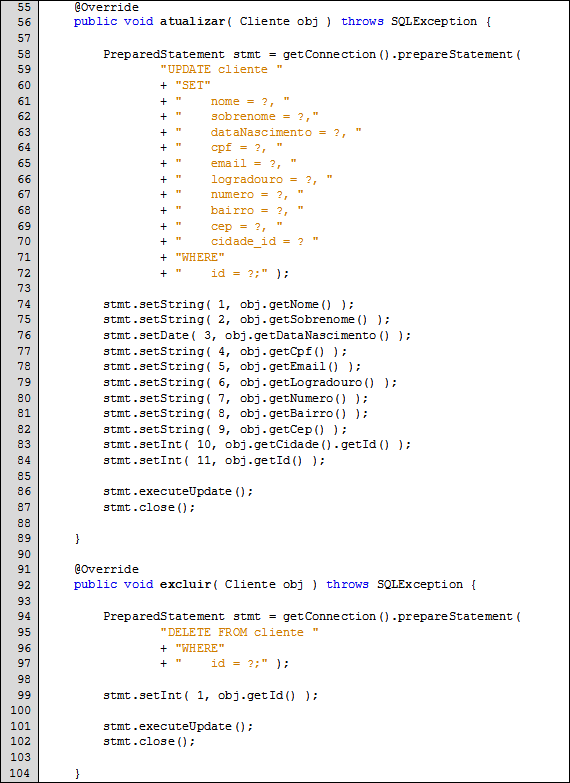 55     @Override
56     public void atualizar( Cliente obj ) throws SQLException {
57
58         PreparedStatement stmt = getConnection().prepareStatement(
59                 "UPDATE cliente "
60                 + "SET"
61                 + "    nome = ?, "
62                 + "    sobrenome = ?,"
63                 + "    dataNascimento = ?, "
64                 + "    cpf = ?, "
65                 + "    email = ?, "
66                 + "    logradouro = ?, "
67                 + "    numero = ?, "
68                 + "    bairro = ?, "
69                 + "    cep = ?, "
70                 + "    cidade_id = ? "
71                 + "WHERE"
72                 + "    id = ?;" );
73
74         stmt.setString( 1, obj.getNome() );
75         stmt.setString( 2, obj.getSobrenome() );
76         stmt.setDate( 3, obj.getDataNascimento() );
77         stmt.setString( 4, obj.getCpf() );
78         stmt.setString( 5, obj.getEmail() );
79         stmt.setString( 6, obj.getLogradouro() );
80         stmt.setString( 7, obj.getNumero() );
81         stmt.setString( 8, obj.getBairro() );
82         stmt.setString( 9, obj.getCep() );
83         stmt.setInt( 10, obj.getCidade().getId() );
84         stmt.setInt( 11, obj.getId() );
85
86         stmt.executeUpdate();
87         stmt.close();
88
89     }
90
91     @Override
92     public void excluir( Cliente obj ) throws SQLException {
93
94         PreparedStatement stmt = getConnection().prepareStatement(
95                 "DELETE FROM cliente "
96                 + "WHERE"
97                 + "    id = ?;" );
98
99         stmt.setInt( 1, obj.getId() );
100
101         stmt.executeUpdate();
102         stmt.close();
103
104     }